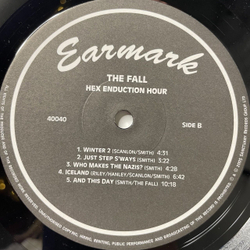 Earmark
THE FALL
HEX ENDUCTION HOUR
40040
SIDE B
1. WINTER 2 (SCANLON/SMITH) 4:31
2. JUST STEP S'WAYS (SMITH) 3:22
3. WHO MAKES THE NAZIS? (SMITH) 6:28
4. ICELAND (RILEY/HANLEY/SCANLON/SMITH) 6:42
5. AND THIS DAY (SMITH/THE FALL) 10:18